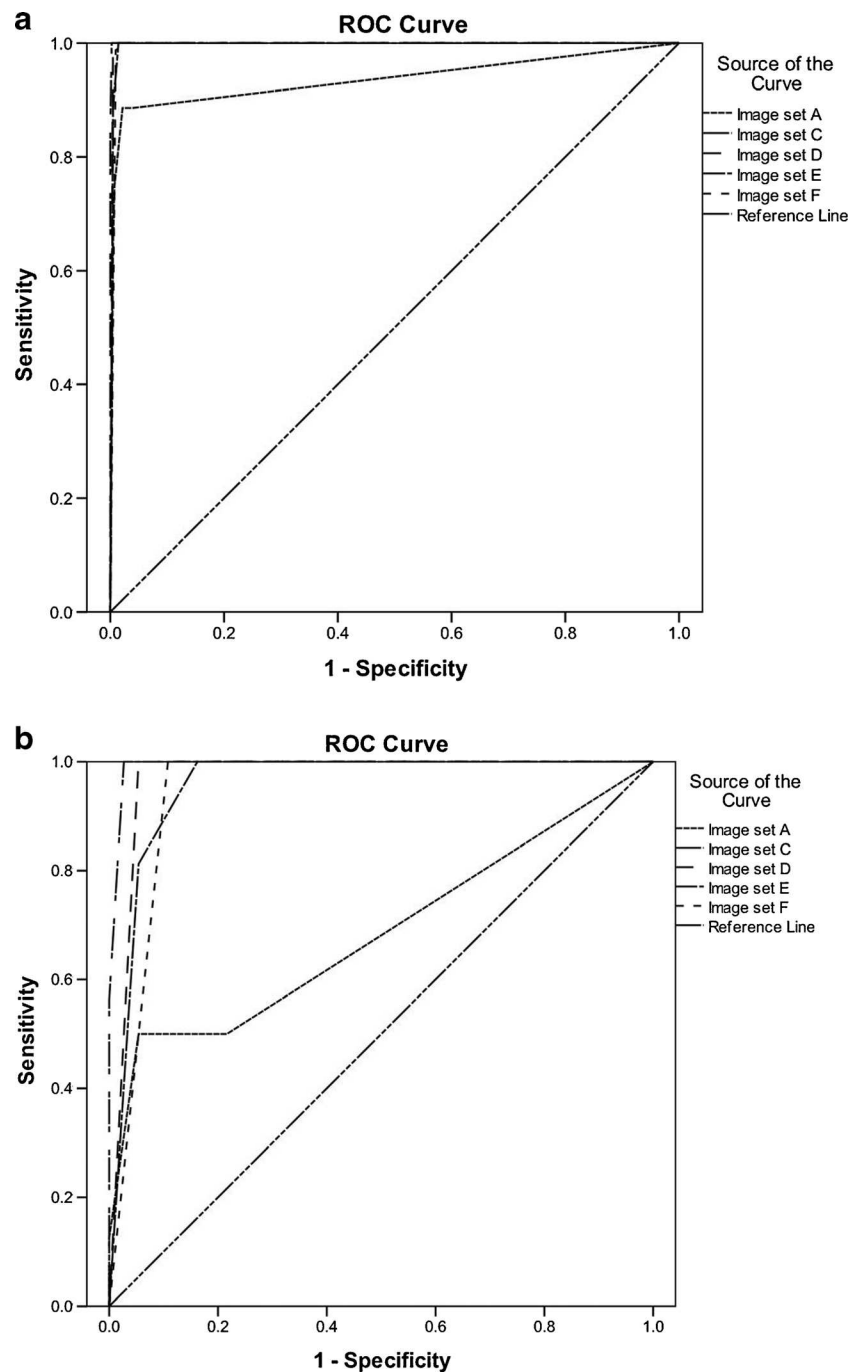 a
ROC Curve
1.0
0.8
0.6
0.4
0.2
0.0
Sensitivity
0.0 0.2 0.4 0.6 0.8 1.0
1 - Specificity
Source of the
Curve
Image set A
Image set C
Image set D
Image set E
Image set F
Reference Line
b
ROC Curve
1.0
0.8
0.6
0.4
0.2
0.0
Sensitivity
0.0 0.2 0.4 0.6 0.8 1.0
1 - Specificity
Source of the
Curve
Image set A
Image set C
Image set D
Image set E
Image set F
Reference Line